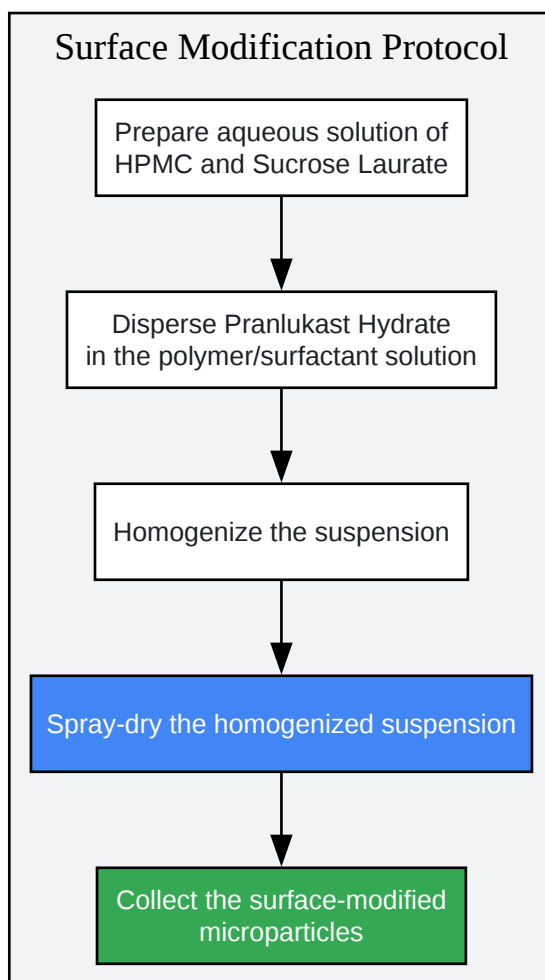 Surface Modification Protocol
Prepare aqueous solution of
HPMC and Sucrose Laurate
Disperse Pranlukast Hydrate
in the polymer/surfactant solution
Homogenize the suspension
Spray-dry the homogenized suspension
Collect the surface-modified
microparticles